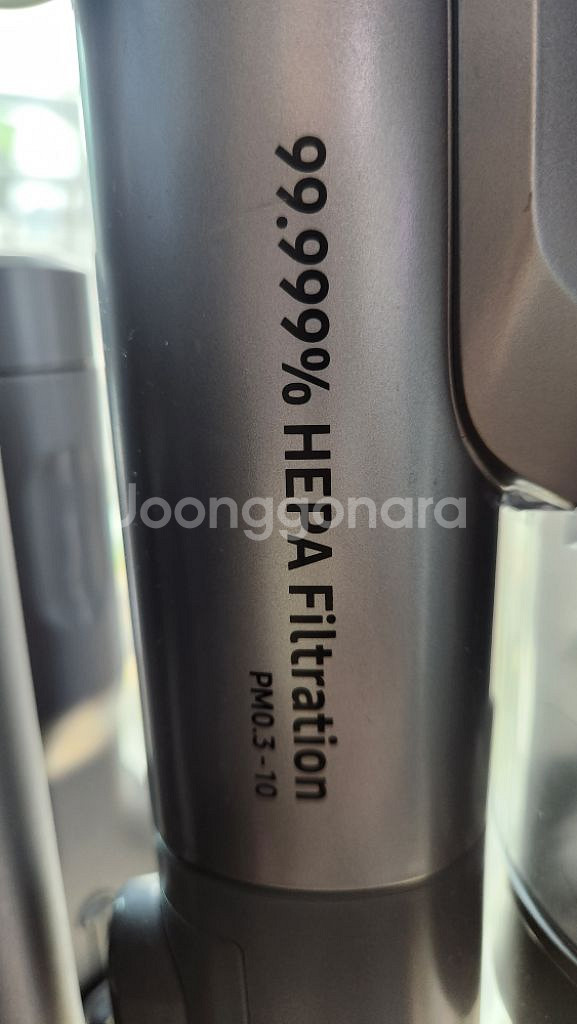 99.999% HEPA Filtration
PM0.3-10
Joonggonara